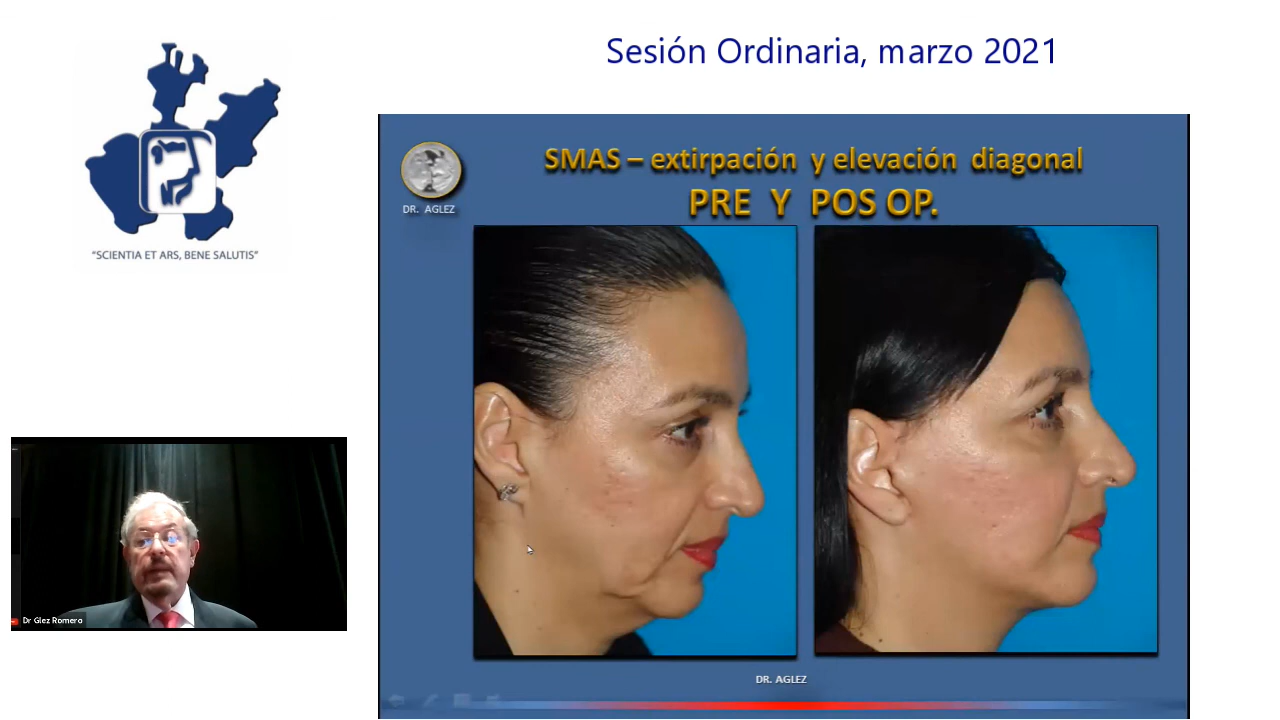 Sesión Ordinaria, marzo 2021
"SCIENTIA ET ARS, BENE SALUTIS"
SMAS – extirpación y elevación diagonal
PRE Y POS OP.
DR. AGLEZ
Dr Glez Romero
DR. AGLEZ